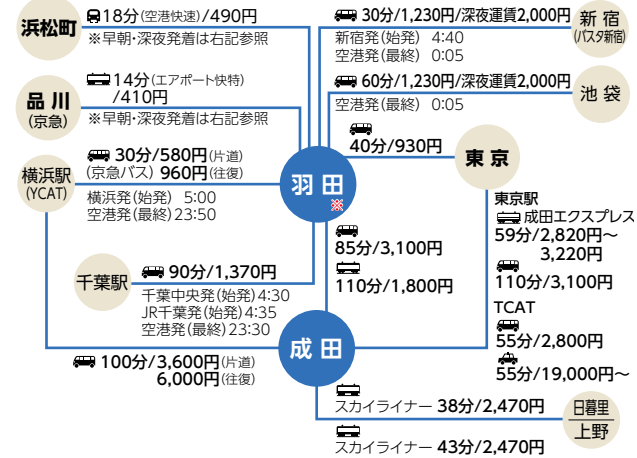 浜松町
18分(空港快速)/490円
※早朝・深夜発着は右記参照
品川
(京急)
14分(エアポート快特)
/410円
※早朝・深夜発着は右記参照
横浜駅
(YCAT)
30分/580円(片道)
(京急バス) 960円(往復)
横浜発(始発) 5:00
空港発(最終)23:50
千葉駅
90分/1,370円
千葉中央発(始発)4:30
JR千葉発(始発)4:35
空港発(最終)23:30
100分/3,600円(片道)
6,000円(往復)
30分/1,230円/深夜運賃2,000円
新宿発(始発) 4:40
空港発(最終) 0:05
新宿
(バスタ新宿)
60分/1,230円/深夜運賃2,000円
空港発(最終) 0:05
池袋
40分/930円
東京
羽田
※
85分/3,100円
110分/1,800円
成田
東京駅
成田エクスプレス
59分/2,820円〜
3,220円
110分/3,100円
TCAT
55分/2,800円
55分/19,000円〜
スカイライナー 38分/2,470円
スカイライナー 43分/2,470円
日暮里
上野